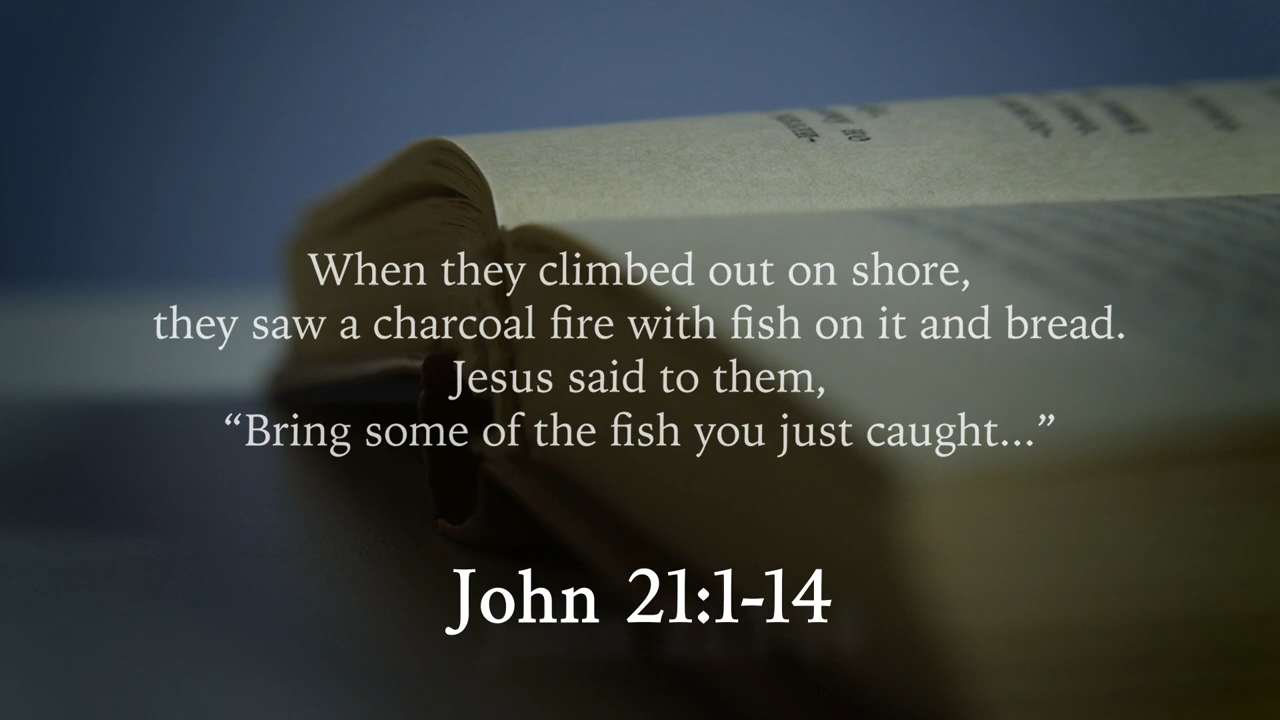 When they climbed out on shore,
they saw a charcoal fire with fish on it and bread.
Jesus said to them,
“Bring some of the fish you just caught...”
John 21:1-14